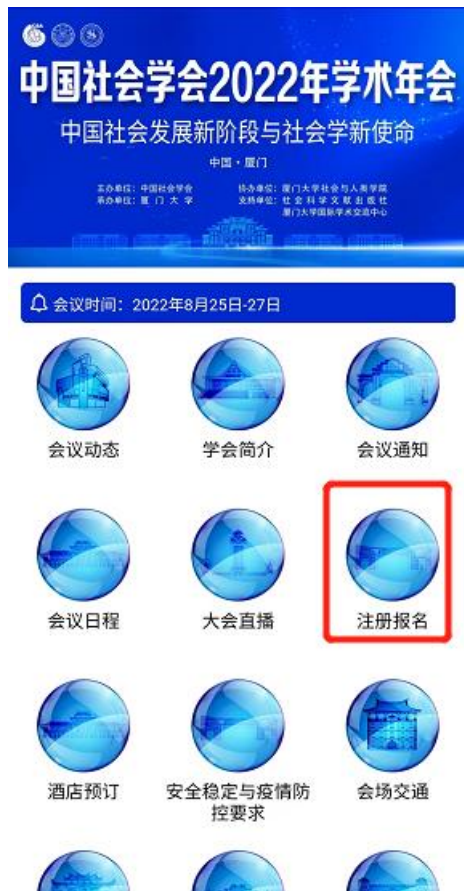 中国社会学会2022年学术年会
中国社会发展新阶段与社会学新使命
中国·厦门
主办单位：中国社会学会
协办单位：厦门大学社会与人类学院
承办单位：厦门大学
支持单位：社会科学文献出版社
厦门大学国际学术交流中心
会议时间：2022年8月25日-27日
会议动态
学会简介
会议通知
会议日程
大会直播
注册报名
酒店预订
安全稳定与疫情防
控要求
会场交通